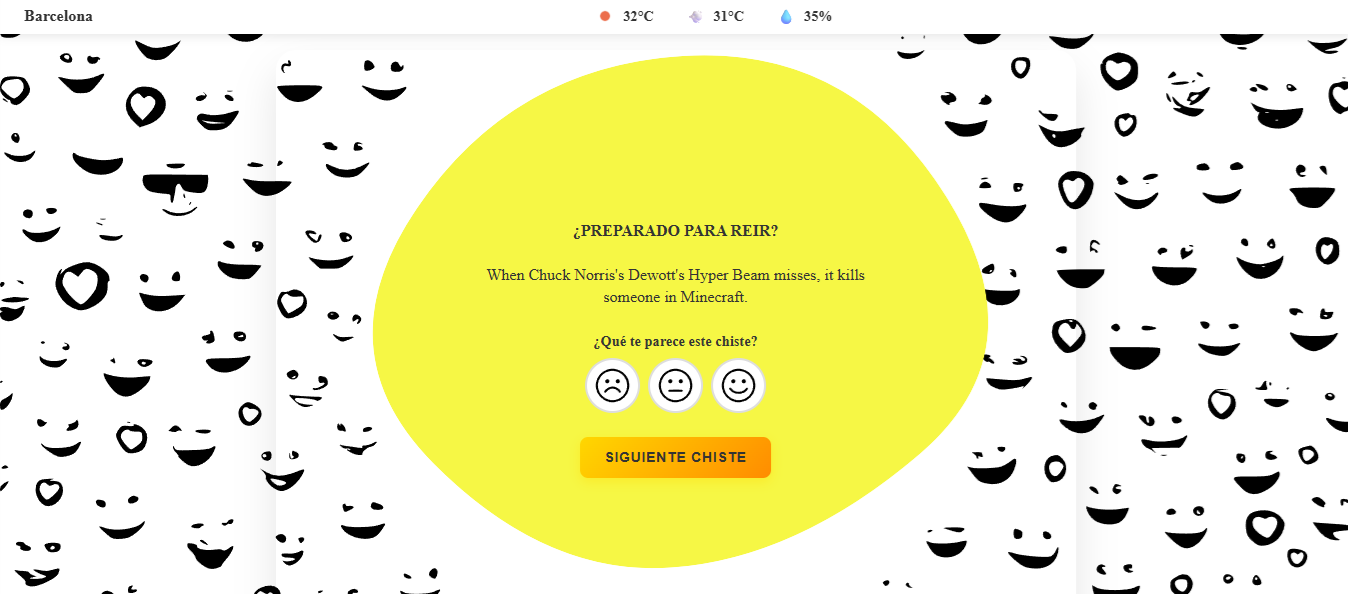 Barcelona
32°C 31°C 35%
¿PREPARADO PARA REIR?
When Chuck Norris's Dewott's Hyper Beam misses, it kills
someone in Minecraft.
¿Qué te parece este chiste?
SIGUIENTE CHISTE